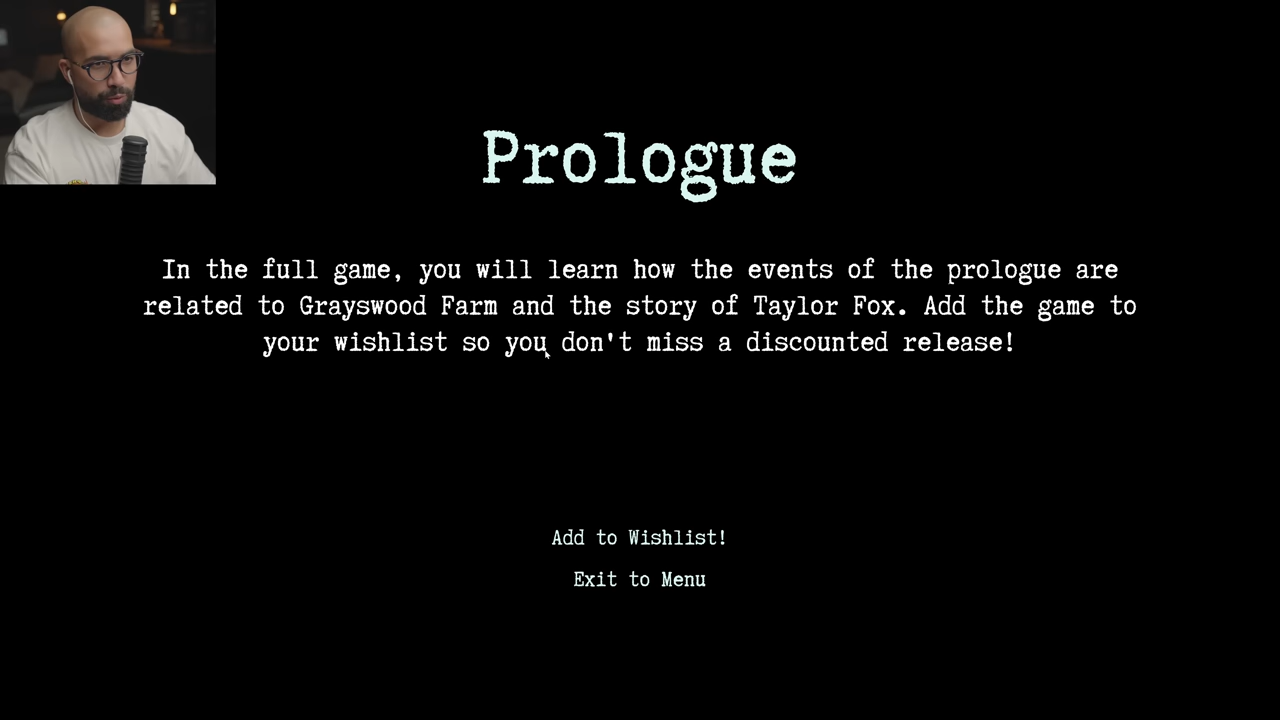 Prologue
In the full game, you will learn how the events of the prologue are
related to Grayswood Farm and the story of Taylor Fox. Add the game to
your wishlist so you don't miss a discounted release!
Add to Wishlist!
Exit to Menu